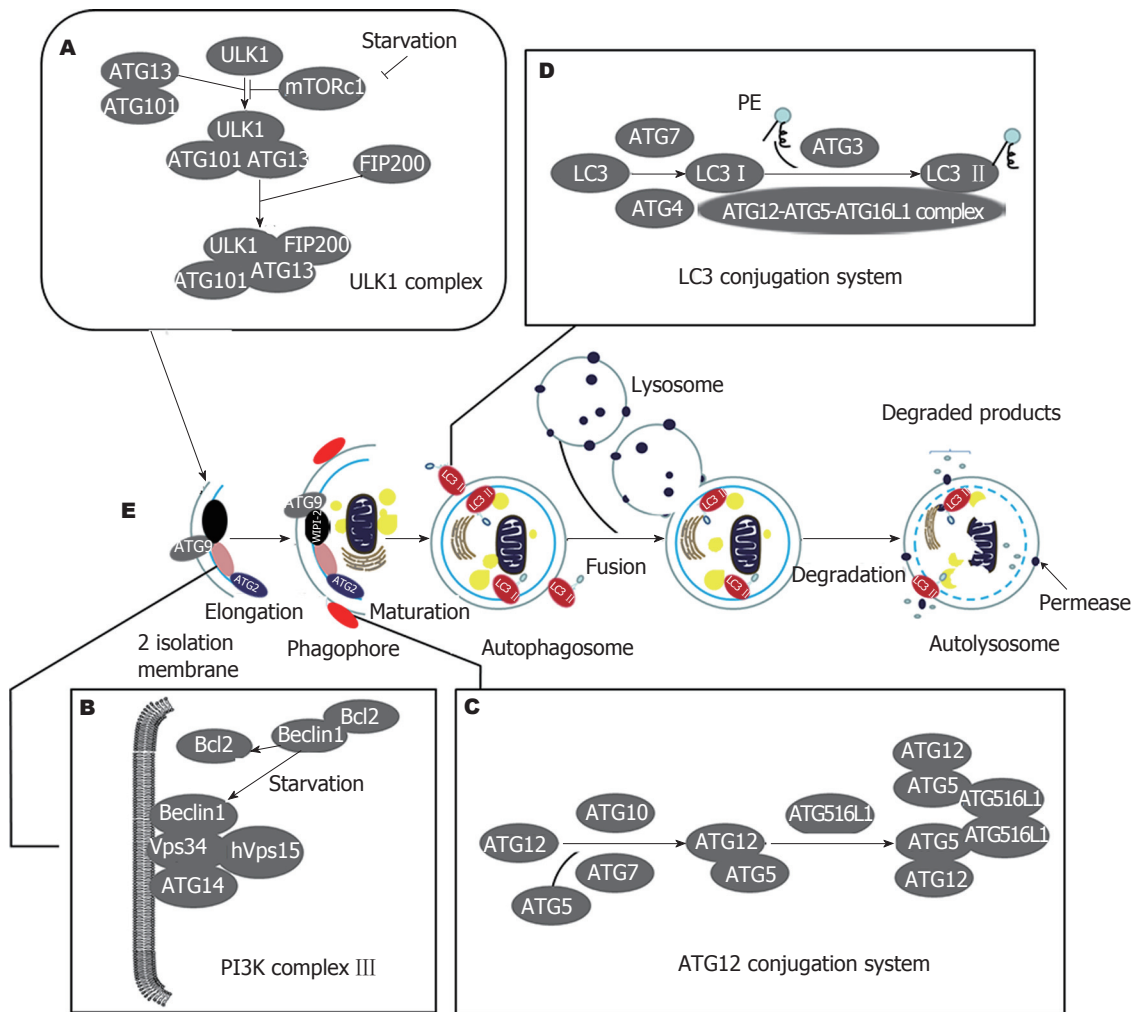 A
ULK1
Starvation
ATG13
mTORc1
ATG101
ULK1
ATG101 ATG13
FIP200
ULK1
FIP200
ATG13
ATG101
ULK1 complex
D
PE
ATG7
ATG3
LC3
LC3 I
LC3 II
ATG4
ATG12-ATG5-ATG16L1 complex
LC3 conjugation system
Lysosome
Degraded products
E
ATG9
ATG2
Elongation
2 isolation
membrane
ATG9
WIPI-2
ATG2
Maturation
Phagophore
LC3 II
LC3 II
LC3 II
LC3 II
Autophagosome
Fusion
LC3 II
LC3 II
Degradation
LC3 II
LC3 II
Permease
Autolysosome
B
Bcl2
Beclin1
Bcl2
Starvation
Beclin1
Vps34
hVps15
ATG14
PI3K complex III
C
ATG12
ATG5
ATG516L1
ATG10
ATG516L1
ATG12
ATG12
ATG5
ATG516L1
ATG7
ATG5
ATG5
ATG12
ATG12 conjugation system